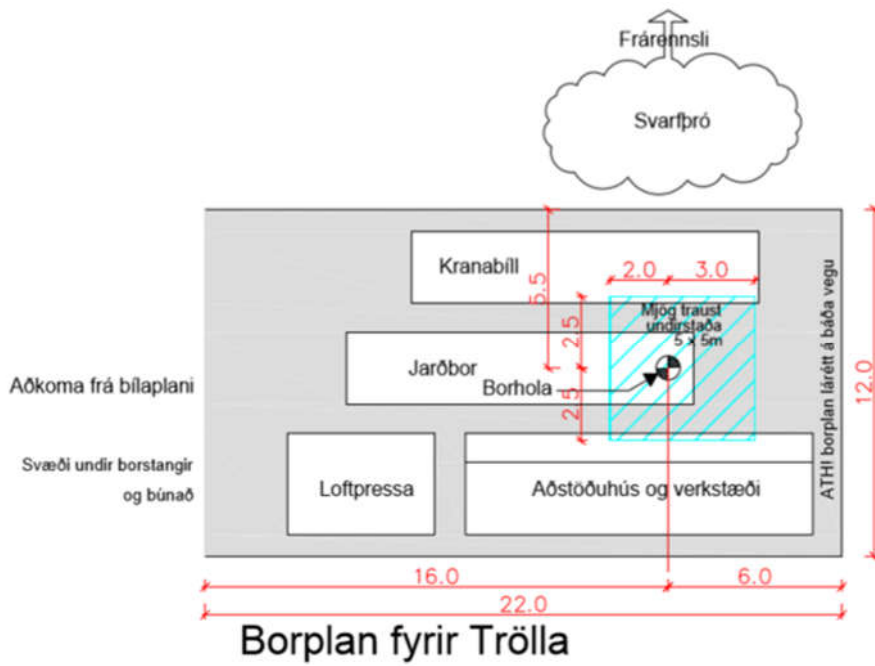 Frárennsli
Svarfþró
Kranabíll
2.0
3.0
5.5
2.5
Mjög traust
undirstaða
5 × 5m
Jarðbor
Borhola
2.5
12.0
ATHI borplan lárétt á báða vegu
Aðkoma frá bílaplani
Svæði undir borstangir
og búnað
Loftpressa
Aðstöðuhús og verkstæði
16.0
6.0
22.0
Borplan fyrir Trölla